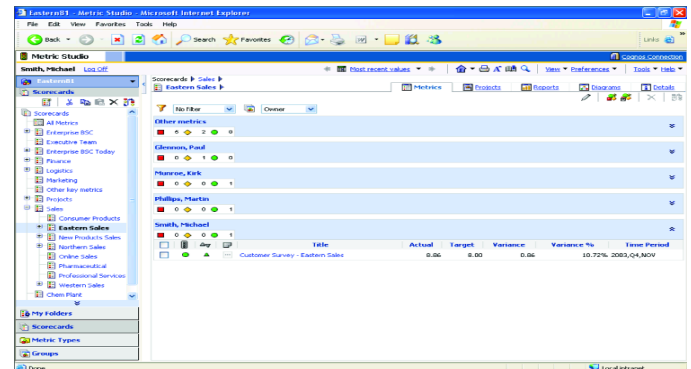 Eastern81 - Metric Studio - Microsoft Internet Explorer
File Edit View Favorites Tools Help
Back Search Favorites Links
Metric Studio Cognos Connection
Smith, Michael Log Off Most recent values View Preferences Tools Help
Eastern81
Scorecards
Scorecards
All Metrics
Enterprise BSC
Executive Team
Enterprise BSC Today
Finance
Logistics
Marketing
Other key metrics
Projects
Sales
Consumer Products
Eastern Sales
New Products Sales
Northern Sales
Online Sales
Pharmaceutical
Professional Services
Western Sales
Chem Plant
My Folders
Scorecards
Metric Types
Groups
Scorecards Sales
Eastern Sales
Metrics Projects Reports Diagrams Details
No filter Owner
Other metrics
6 2 0
Glennon, Paul
0 1 0
Munroe, Kirk
0 0 1
Phillips, Martin
0 0 1
Smith, Michael
0 0 1
Title Actual Target Variance Variance % Time Period
Customer Survey - Eastern Sales 8.86 8.00 0.86 10.72% 2003,Q4,NOV
Done Local intranet